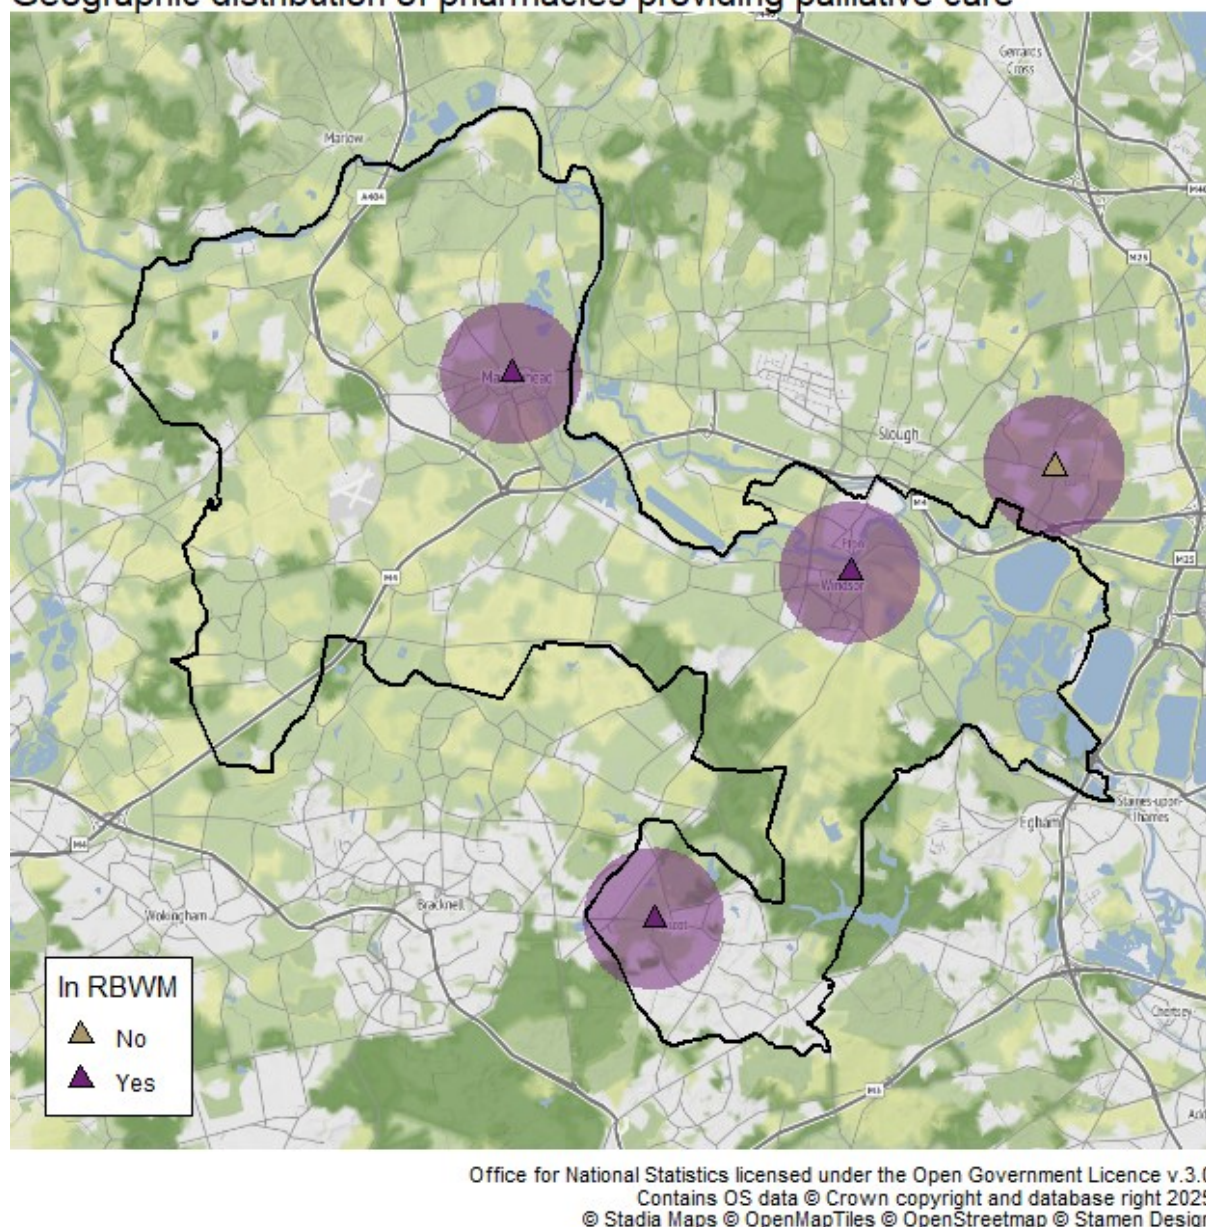 Geographic distribution of pharmacies providing palliative care
Gerrards
Cross
Marlow
A404
M40
M25
Slough
M4
Eton
Windsor
M25
M4
Staines-upon-
Thames
Egham
M4
Wokingham
Bracknell
Chertsey
M3
In RBWM
No
Yes
Office for National Statistics licensed under the Open Government Licence v.3.0
Contains OS data © Crown copyright and database right 2025
© Stadia Maps © OpenMapTiles © OpenStreetmap © Stamen Design